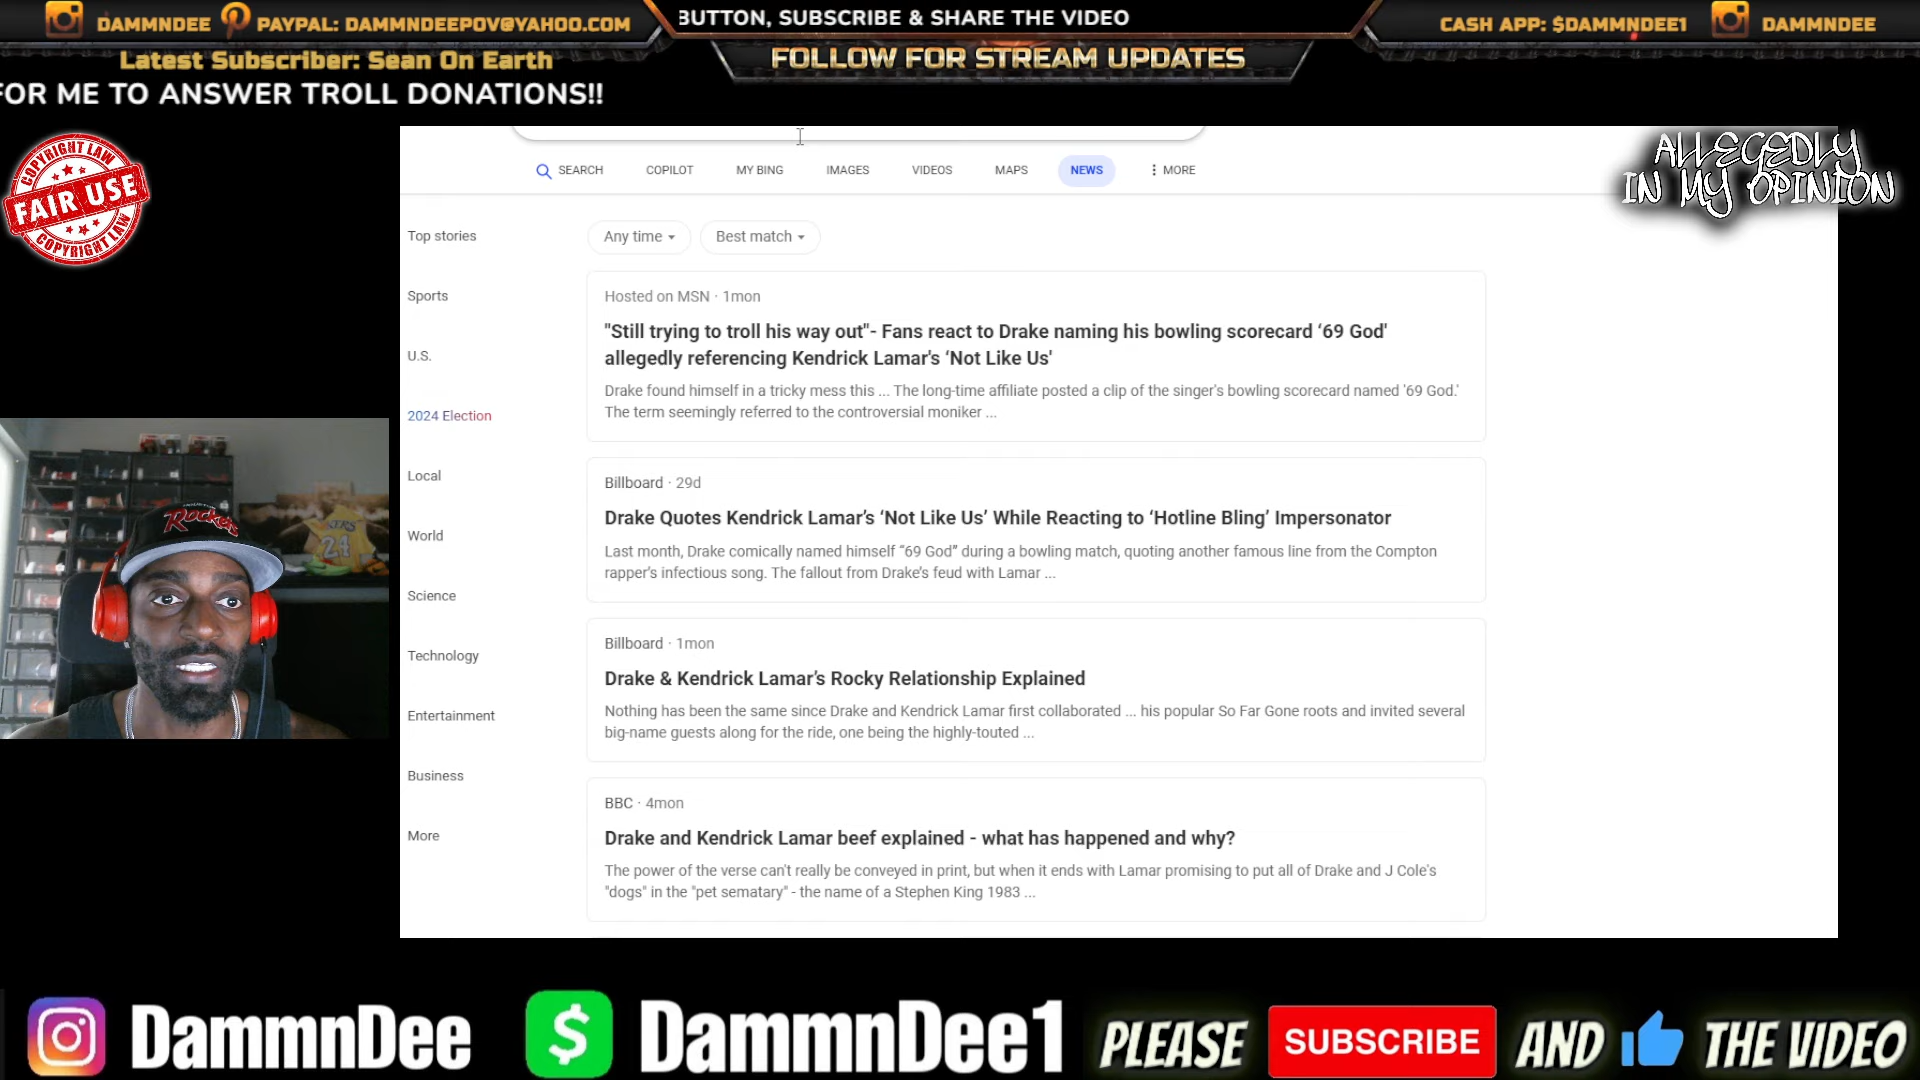 DAMMNDEE
PAYPAL: DAMMNDEEPOV@YAHOO.COM
BUTTON, SUBSCRIBE & SHARE THE VIDEO
CASH APP: $DAMMNDEE1
DAMMNDEE
Latest Subscriber: Sean On Earth
FOLLOW FOR STREAM UPDATES
FOR ME TO ANSWER TROLL DONATIONS!!
COPYRIGHT LAW
FAIR USE
COPYRIGHT LAW
ALLEGEDLY
IN MY OPINION
SEARCH
COPILOT
MY BING
IMAGES
VIDEOS
MAPS
NEWS
MORE
Top stories
Sports
U.S.
2024 Election
Local
World
Science
Technology
Entertainment
Business
More
Any time
Best match
Hosted on MSN · 1mon
"Still trying to troll his way out"- Fans react to Drake naming his bowling scorecard ‘69 God'
allegedly referencing Kendrick Lamar's ‘Not Like Us'
Drake found himself in a tricky mess this ... The long-time affiliate posted a clip of the singer's bowling scorecard named '69 God.'
The term seemingly referred to the controversial moniker ...
Billboard · 29d
Drake Quotes Kendrick Lamar’s ‘Not Like Us’ While Reacting to ‘Hotline Bling’ Impersonator
Last month, Drake comically named himself “69 God” during a bowling match, quoting another famous line from the Compton
rapper’s infectious song. The fallout from Drake’s feud with Lamar ...
Billboard · 1mon
Drake & Kendrick Lamar’s Rocky Relationship Explained
Nothing has been the same since Drake and Kendrick Lamar first collaborated ... his popular So Far Gone roots and invited several
big-name guests along for the ride, one being the highly-touted ...
BBC · 4mon
Drake and Kendrick Lamar beef explained - what has happened and why?
The power of the verse can't really be conveyed in print, but when it ends with Lamar promising to put all of Drake and J Cole's
"dogs" in the "pet sematary" - the name of a Stephen King 1983 ...
Rockets
24
DammnDee
$
DammnDee1
PLEASE
SUBSCRIBE
AND
THE VIDEO